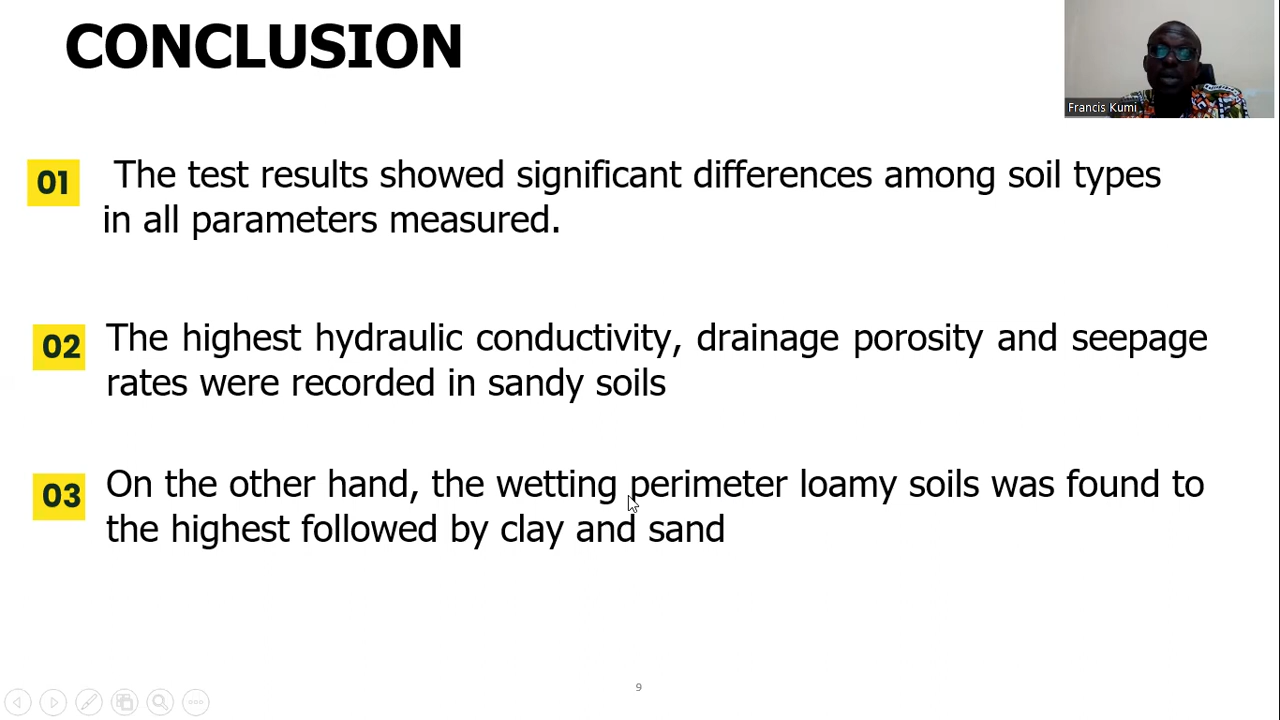 CONCLUSION
Francis Kumi
01 The test results showed significant differences among soil types
in all parameters measured.
02 The highest hydraulic conductivity, drainage porosity and seepage
rates were recorded in sandy soils
03 On the other hand, the wetting perimeter loamy soils was found to
the highest followed by clay and sand
9